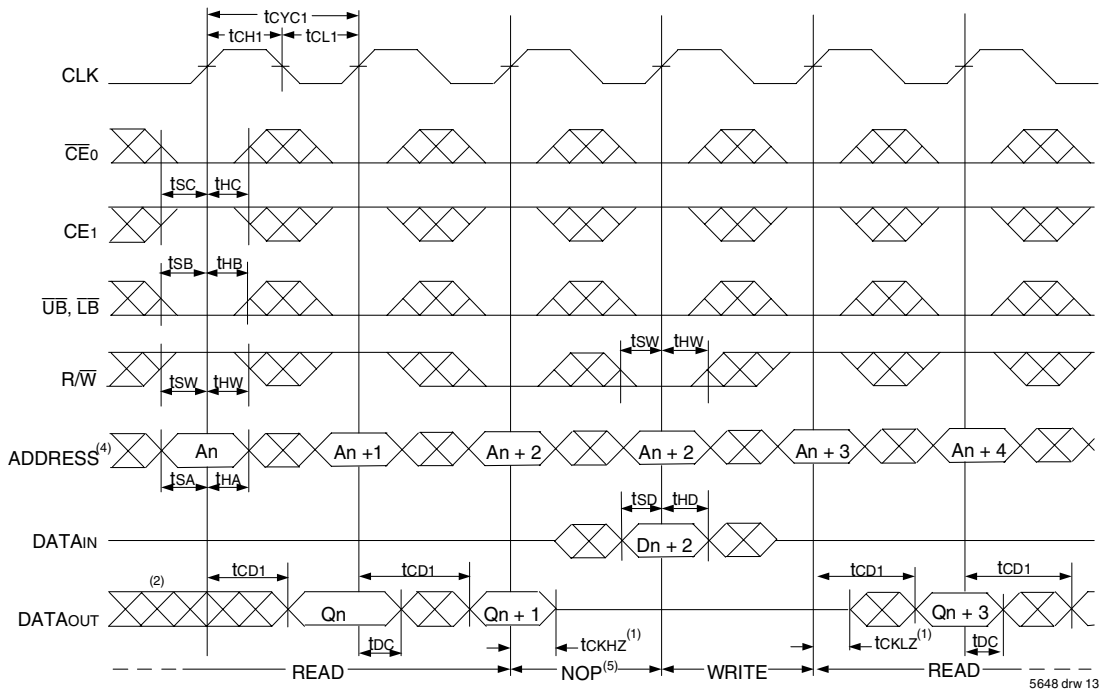 tCYC1
tCH1 tCL1
CLK
CE0
tSC tHC
CE1
tSB tHB
UB, LB
tSW tHW
R/W
tSW tHW
ADDRESS(4) An An +1 An + 2 An + 2 An + 3 An + 4
tSA tHA
tSD tHD
DATAIN Dn + 2
(2) tCD1 tCD1 tCD1 tCD1
DATAOUT Qn Qn + 1 Qn + 3
tDC tCKHZ(1) tCKLZ(1) tDC
READ NOP(5) WRITE READ
5648 drw 13